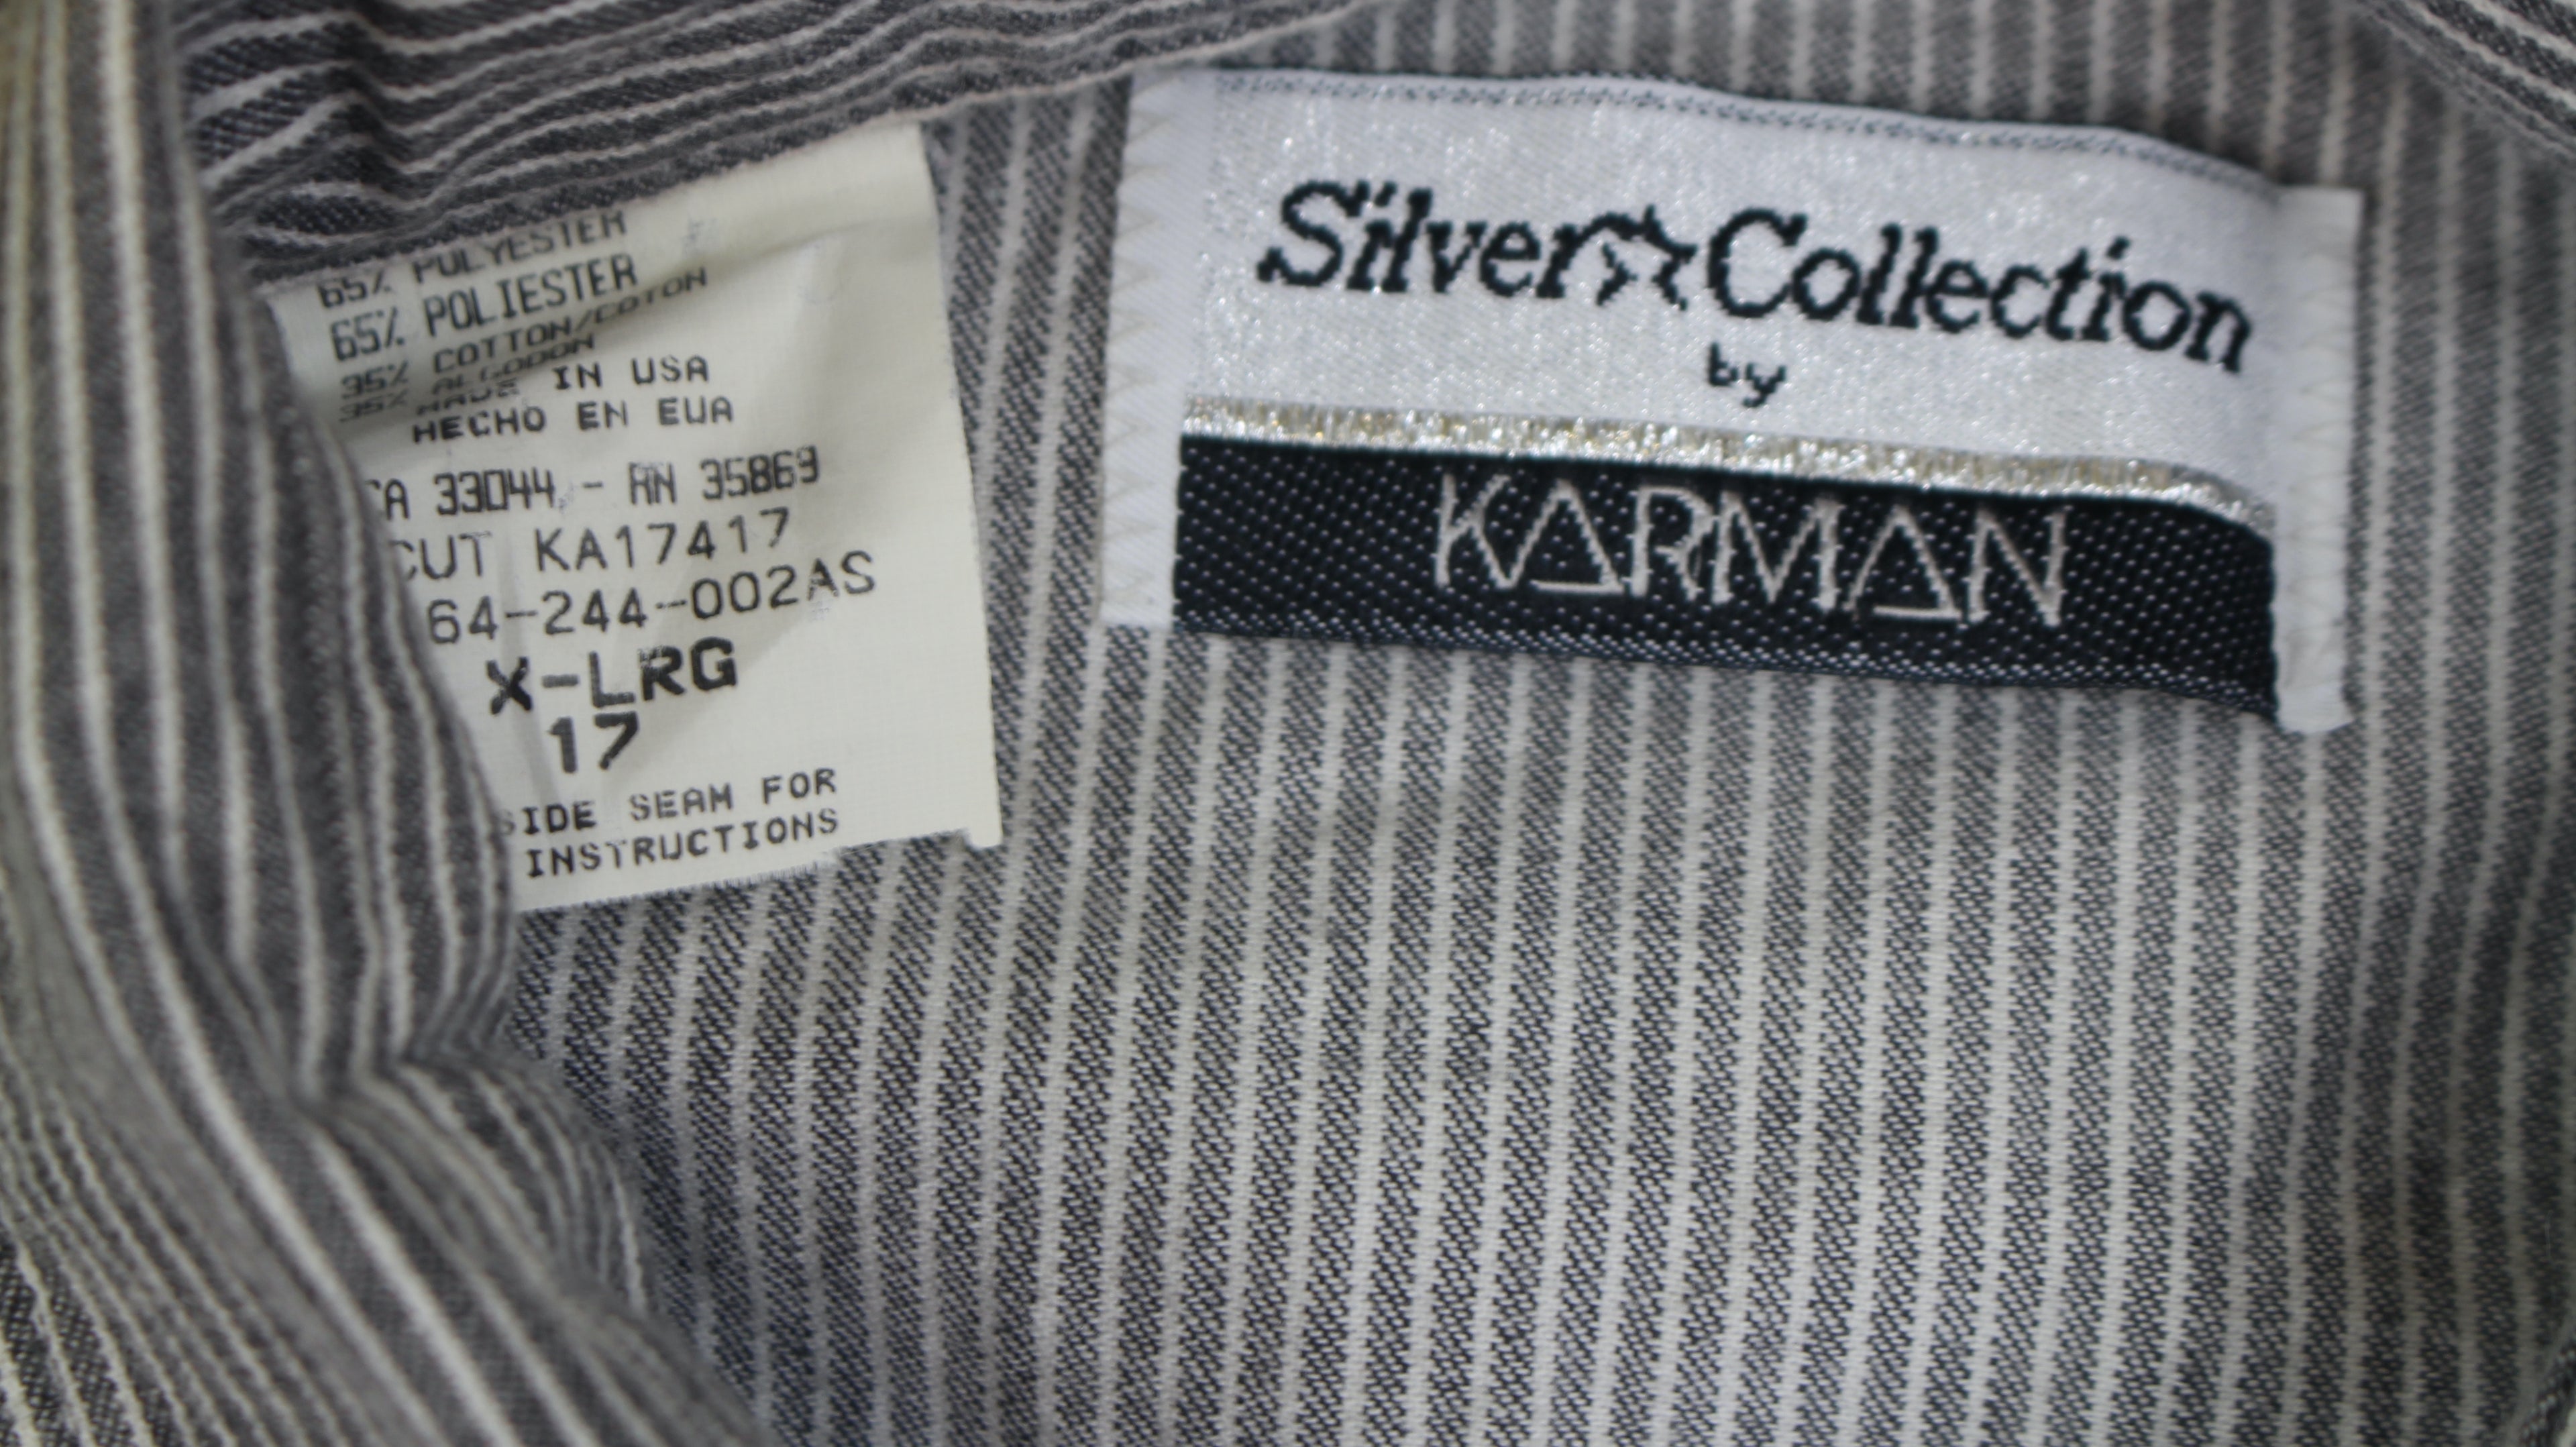 65% POLYESTER
65% POLIESTER
35% COTTON/COTON
35% ALGODON
MADE IN USA
HECHO EN EUA
CA 33044 - RN 35869
CUT KA17417
64-244-002AS
X-LRG
17
SIDE SEAM FOR
INSTRUCTIONS
Silver Collection
by
KARMAN